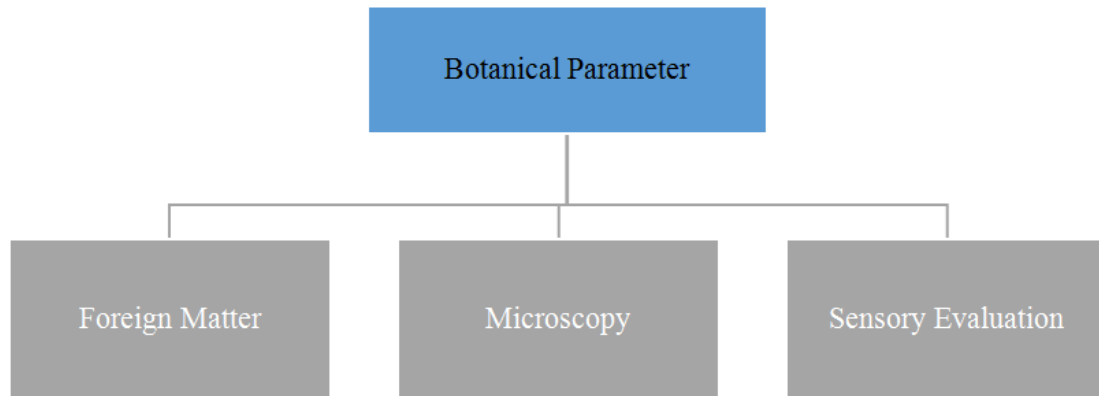 Botanical Parameter
Foreign Matter
Microscopy
Sensory Evaluation